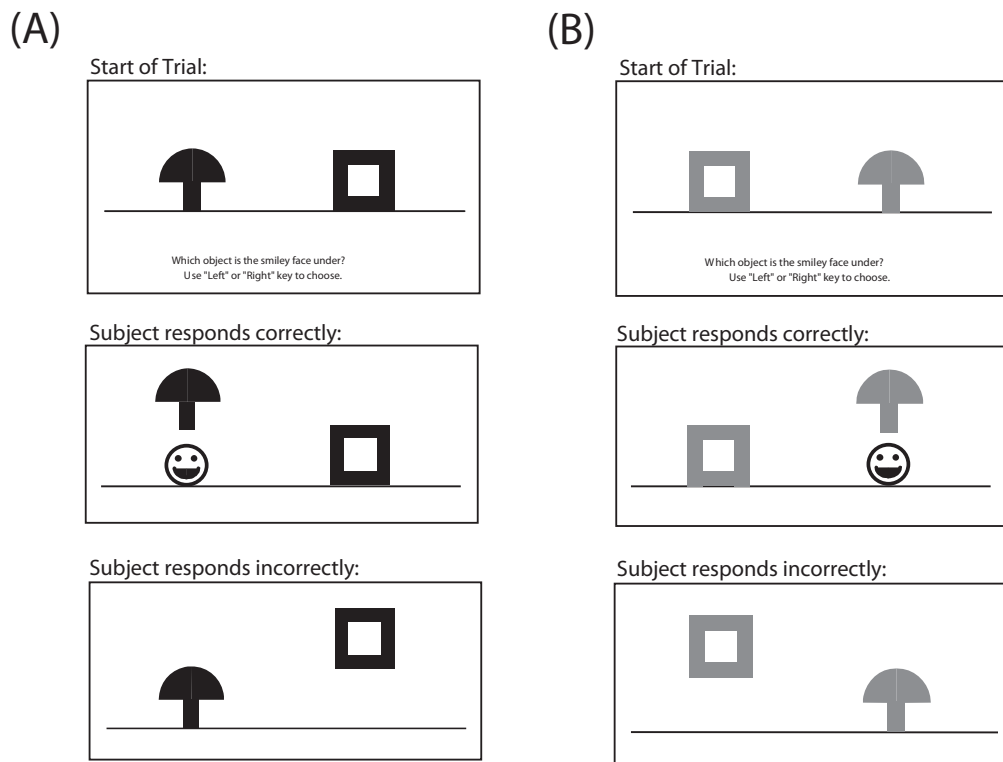 (A)
Start of Trial:
Which object is the smiley face under?
Use "Left" or "Right" key to choose.
Subject responds correctly:
Subject responds incorrectly:
(B)
Start of Trial:
Which object is the smiley face under?
Use "Left" or "Right" key to choose.
Subject responds correctly:
Subject responds incorrectly: